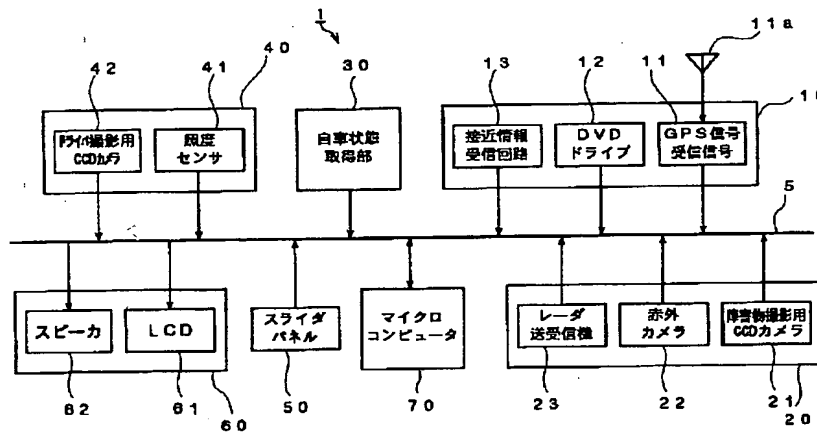 1
42
40
41
30
13
12
11
11a
ドライバ撮影用
CCDカメラ
照度
センサ
自車状態
取得部
接近情報
受信回路
DVD
ドライブ
GPS信号
受信信号
5
スピーカ
LCD
スライダ
パネル
マイクロ
コンピュータ
レーダ
送受信機
赤外
カメラ
障害物撮影用
CCDカメラ
62
61
60
50
70
23
22
21
20